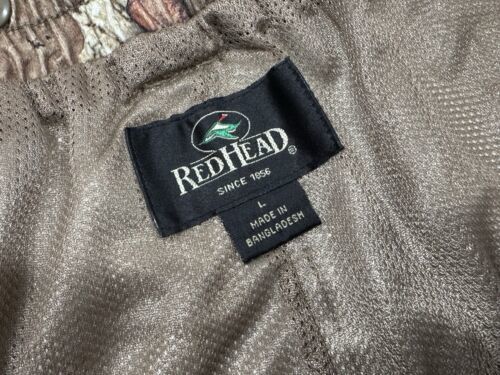 REDHEAD®
SINCE 1856
L
MADE IN
BANGLADESH